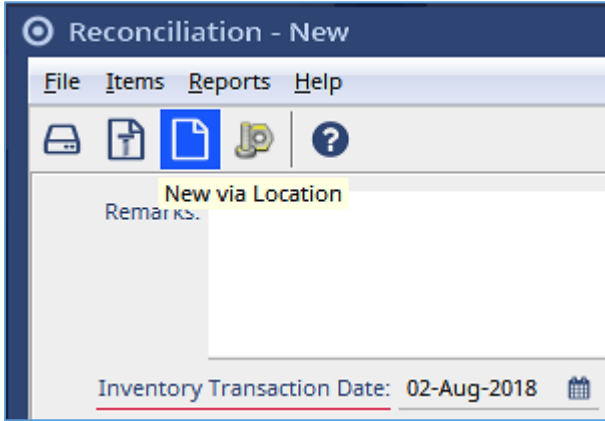 Reconciliation - New
File Items Reports Help
New via Location
Remarks:
Inventory Transaction Date: 02-Aug-2018